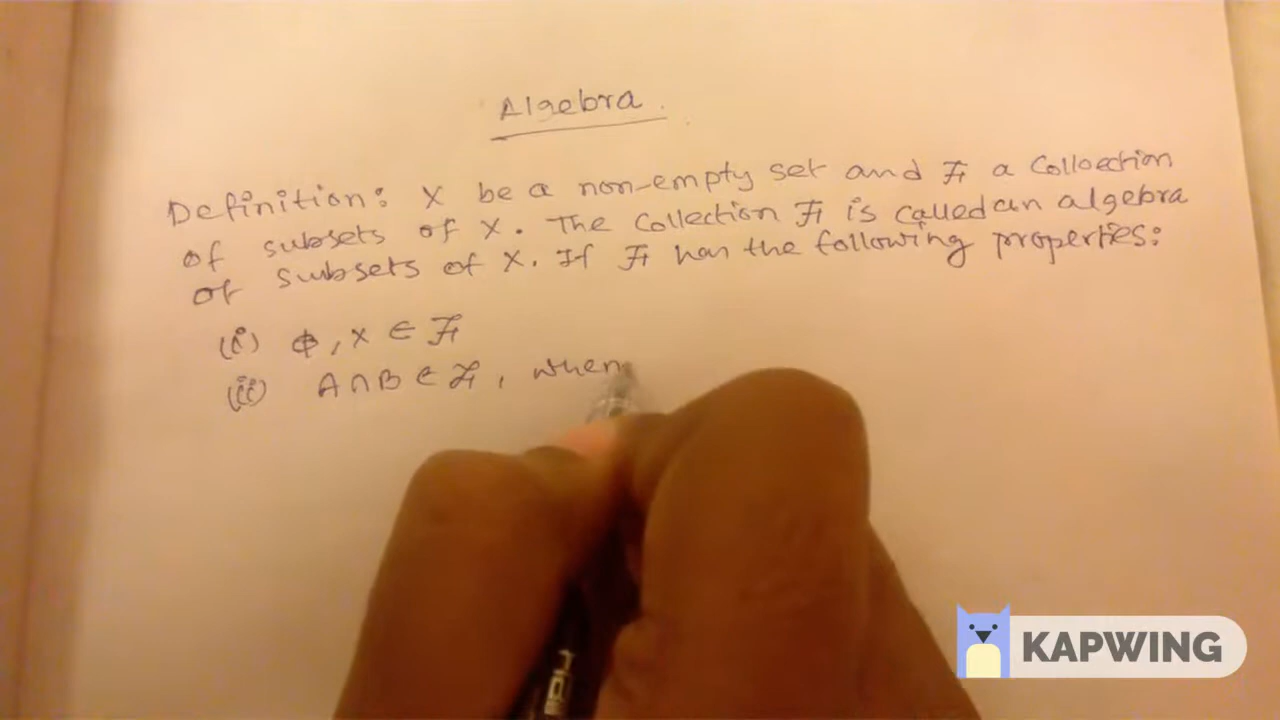 Algebra
Definition: X be a non-empty set and ℱ a Colloection
of subsets of X. The Collection ℱ is called an algebra
of subsets of X. If ℱ has the following properties:
(i) ϕ, X ∈ ℱ
(ii) A∩B ∈ ℱ, when
KAPWING